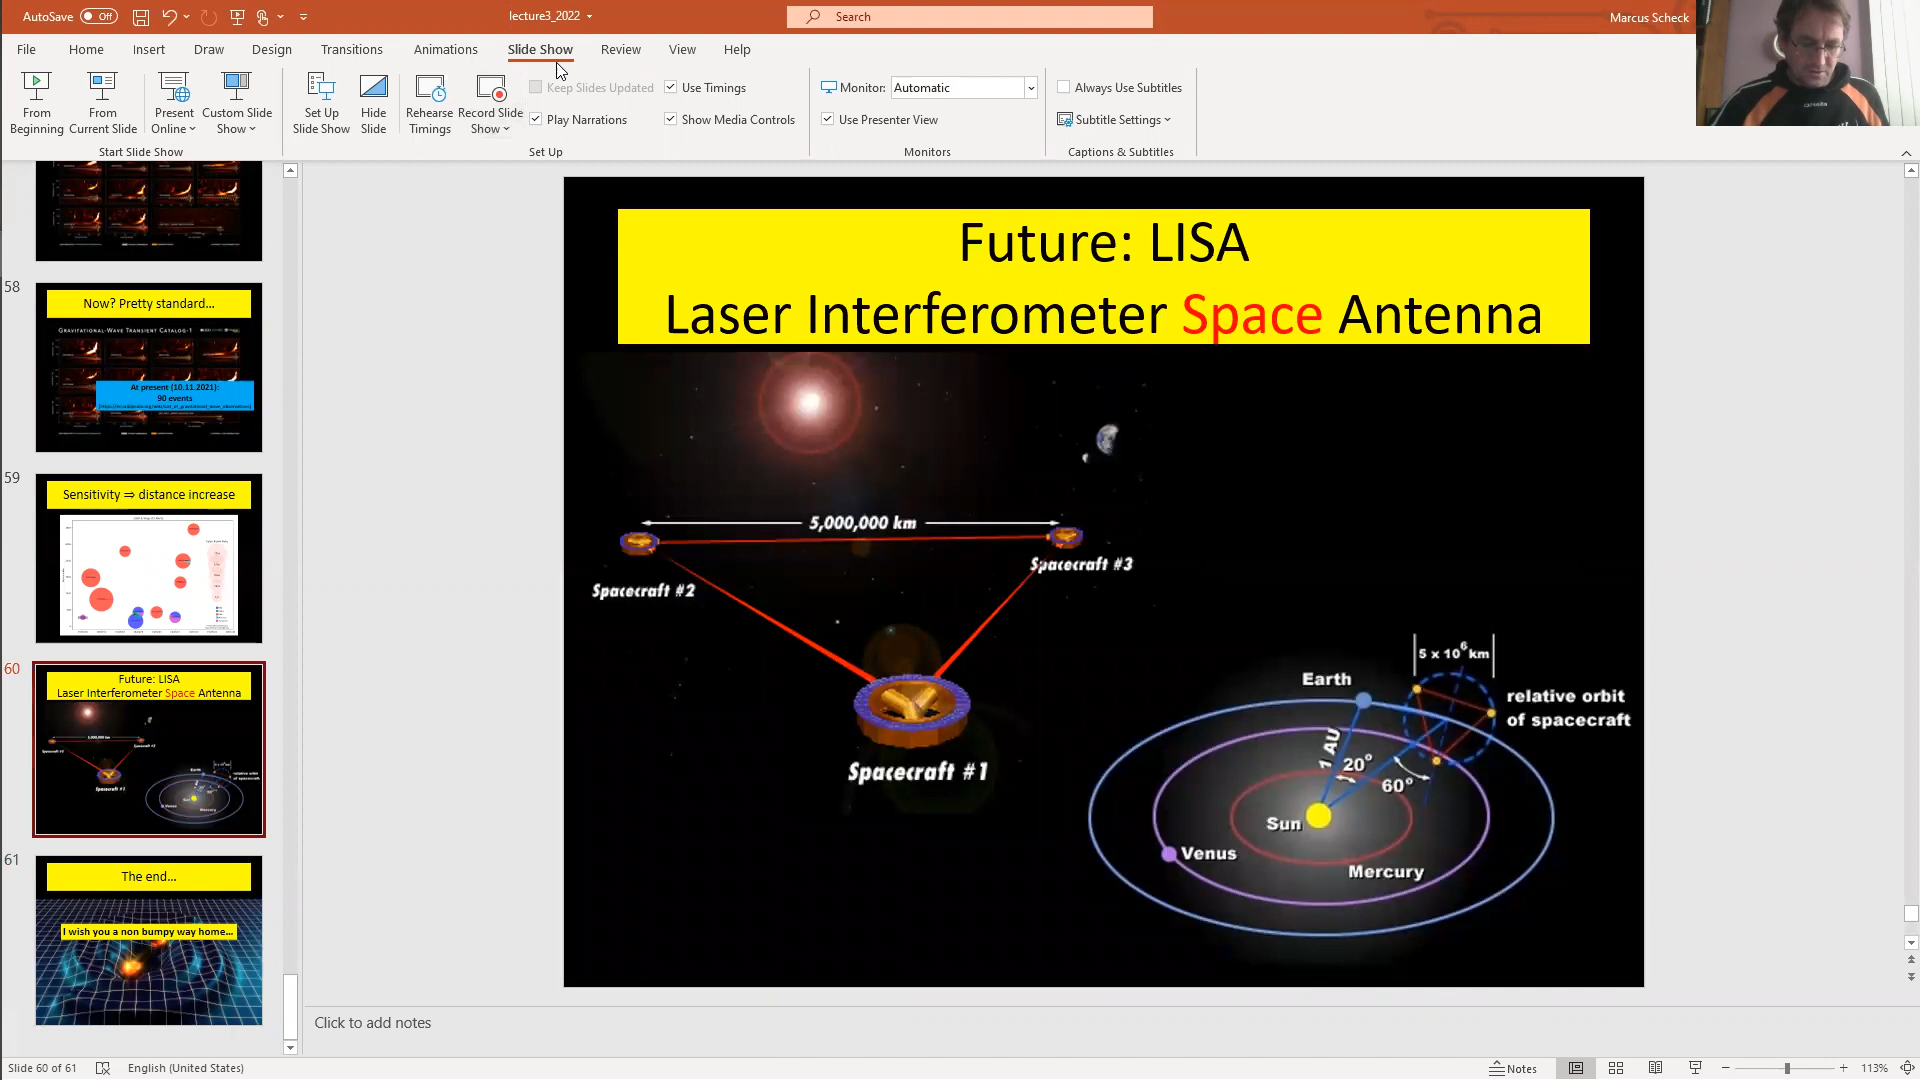 AutoSave Off
lecture3_2022
Search
Marcus Scheck
File Home Insert Draw Design Transitions Animations Slide Show Review View Help
From Beginning
From Current Slide
Present Online
Custom Slide Show
Start Slide Show
Set Up Slide Show
Hide Slide
Rehearse Timings
Record Slide Show
Keep Slides Updated
Use Timings
Play Narrations
Show Media Controls
Set Up
Monitor: Automatic
Use Presenter View
Monitors
Always Use Subtitles
Subtitle Settings
Captions & Subtitles
58
Now? Pretty standard...
GRAVITATIONAL-WAVE TRANSIENT CATALOG-1
At present (10.11.2021):
90 events
59
Sensitivity ⇒ distance increase
60
Future: LISA
Laser Interferometer Space Antenna
61
The end...
I wish you a non bumpy way home...
Future: LISA
Laser Interferometer Space Antenna
5,000,000 km
Spacecraft #2
Spacecraft #3
Spacecraft #1
5 x 10⁶ km
Earth
relative orbit
of spacecraft
1 AU
20°
60°
Sun
Venus
Mercury
Click to add notes
Slide 60 of 61
English (United States)
Notes
113%